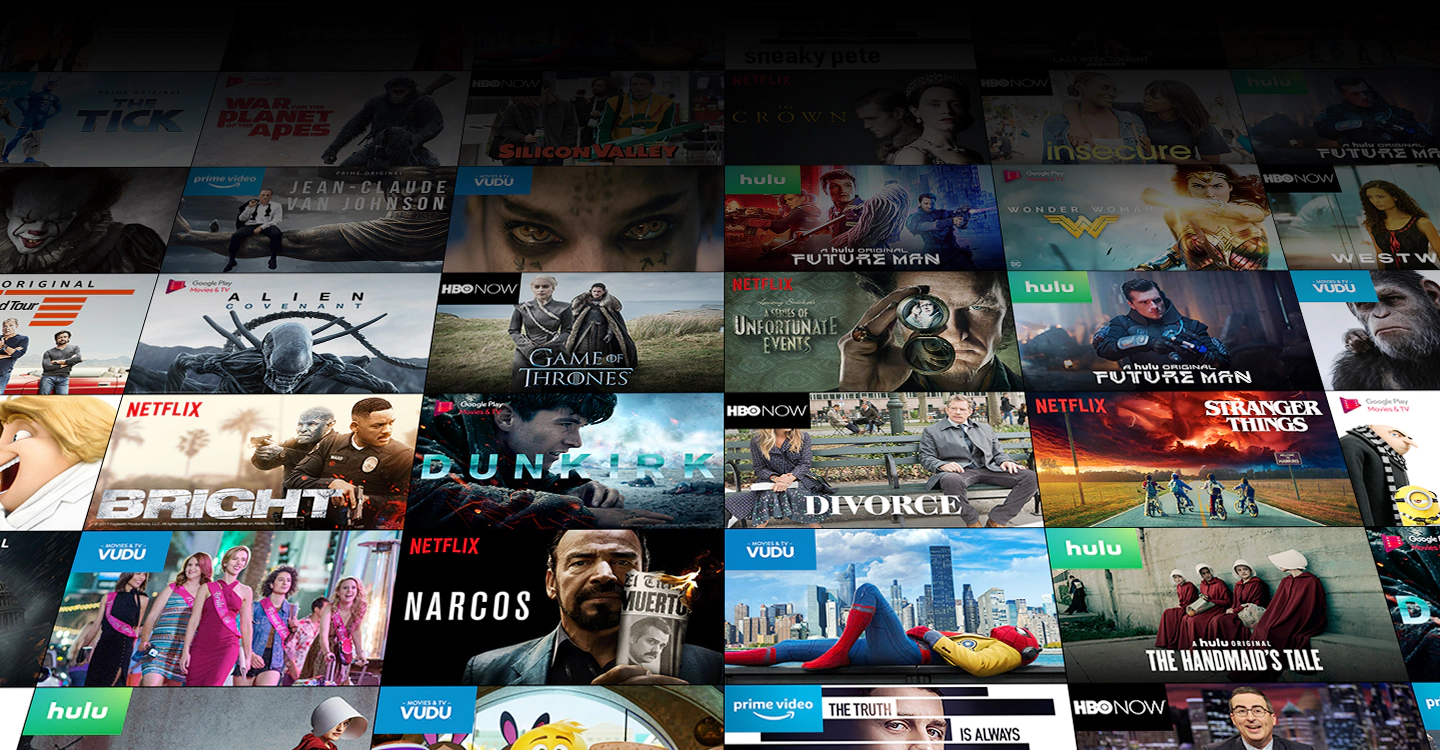 sneaky pete
LAST WEEK TONIGHT
PRIME ORIGINAL
THE
TICK
WAR FOR THE
PLANET
OF THE
APES
HBO NOW
SILICON VALLEY
NETFLIX
THE
CROWN
HBO NOW
insecure
hulu
FUTURE MAN
prime video
PRIME ORIGINAL
JEAN-CLAUDE
VAN JOHNSON
MOVIES & TV
VUDU
hulu
A hulu ORIGINAL
FUTURE MAN
Google Play
Movies & TV
WONDER WOMAN
HBO NOW
WESTW
ORIGINAL
d Tour
Google Play
Movies & TV
ALIEN
COVENANT
HBO NOW
GAME OF
THRONES
NETFLIX
Lemony Snicket's
A SERIES OF
UNFORTUNATE
EVENTS
hulu
A hulu ORIGINAL
FUTURE MAN
MOVIES & TV
VUDU
NETFLIX
BRIGHT
Google Play
Movies & TV
DUNKIRK
HBO NOW
DIVORCE
NETFLIX
STRANGER
THINGS
Google Play
Movies & TV
L
MOVIES & TV
VUDU
NETFLIX
NARCOS
MUERTO
MOVIES & TV
VUDU
hulu
A hulu ORIGINAL
THE HANDMAID'S TALE
Google Play
Movies & TV
D
hulu
MOVIES & TV
VUDU
prime video
THE TRUTH
IS ALWAYS
HBO NOW
pr